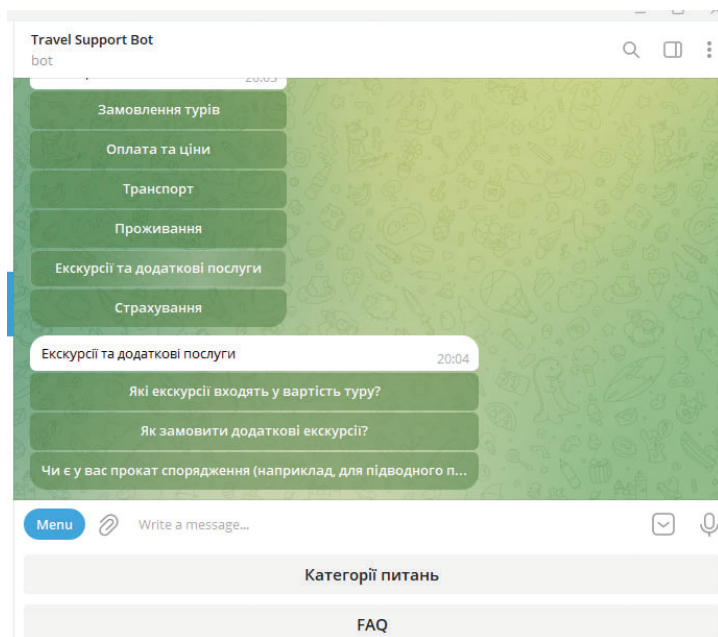 Travel Support Bot
bot
Замовлення турів
Оплата та ціни
Транспорт
Проживання
Екскурсії та додаткові послуги
Страхування
Екскурсії та додаткові послуги
20:04
Які екскурсії входять у вартість туру?
Як замовити додаткові екскурсії?
Чи є у вас прокат спорядження (наприклад, для підводного п...
Menu
Write a message...
Категорії питань
FAQ